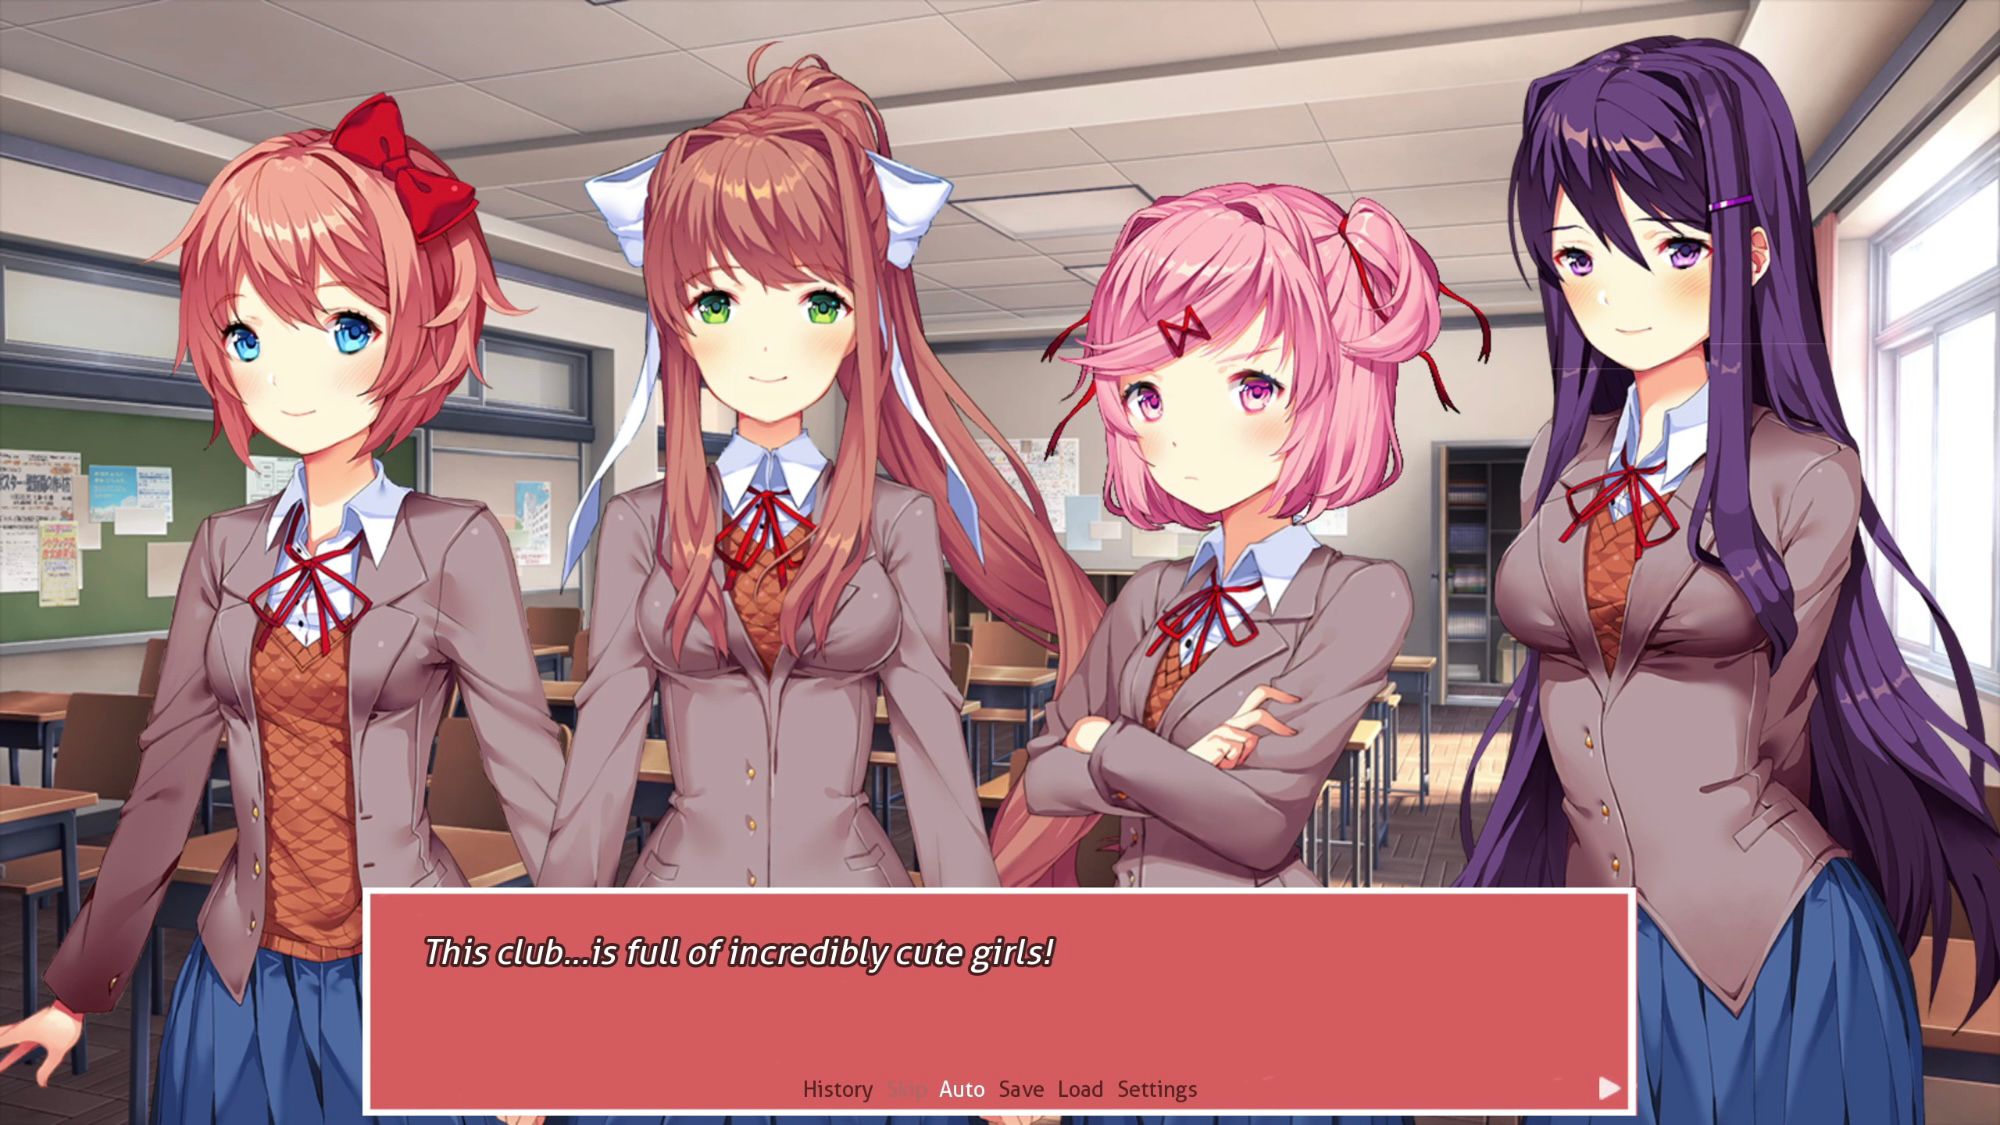 This club...is full of incredibly cute girls!
History Skip Auto Save Load Settings